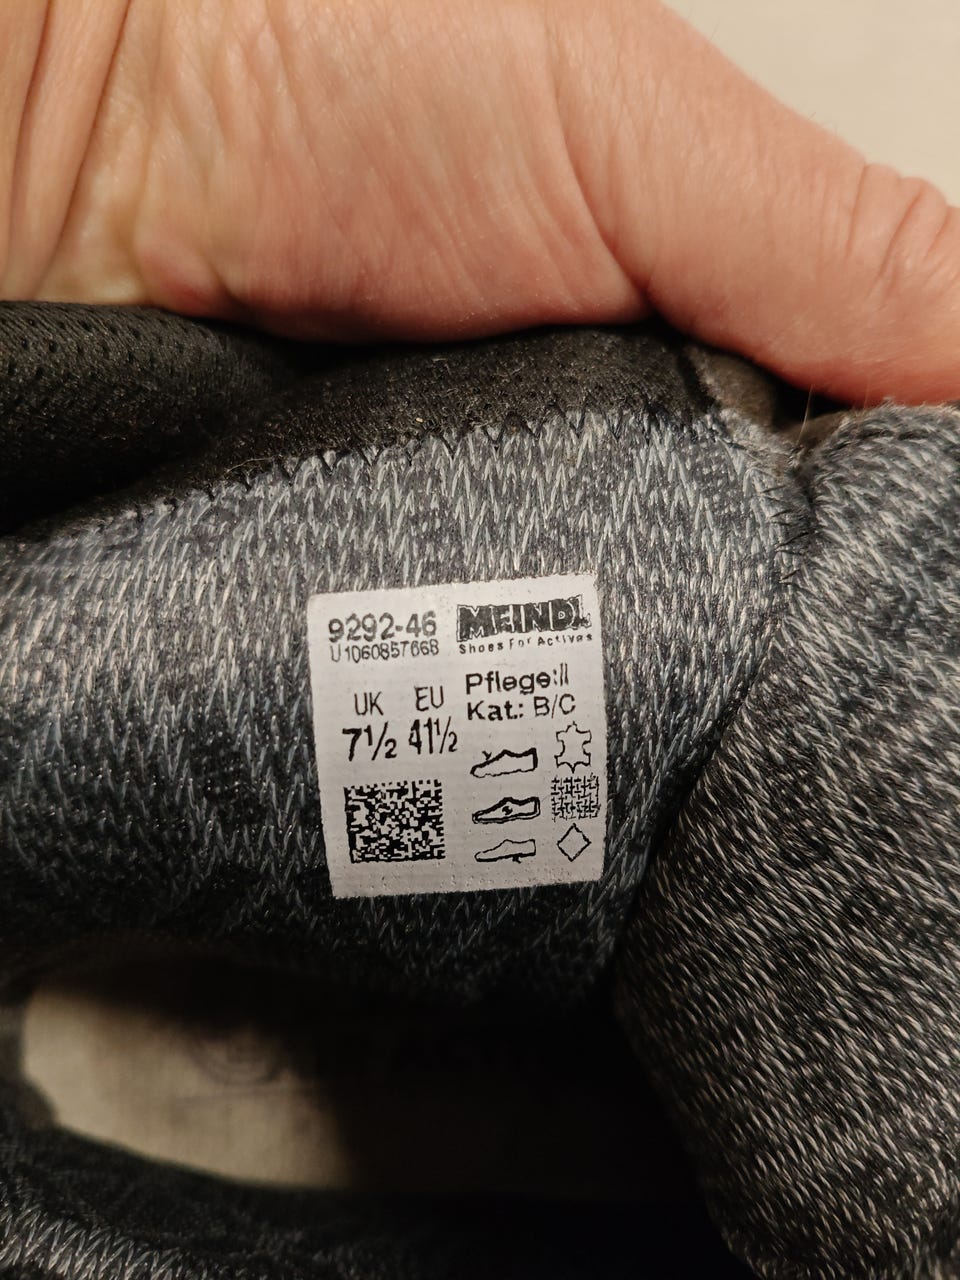 9292-46
U1060857668
MEINDL
Shoes For Actives
Pflege:II
Kat.: B/C
UK EU
7½ 41½